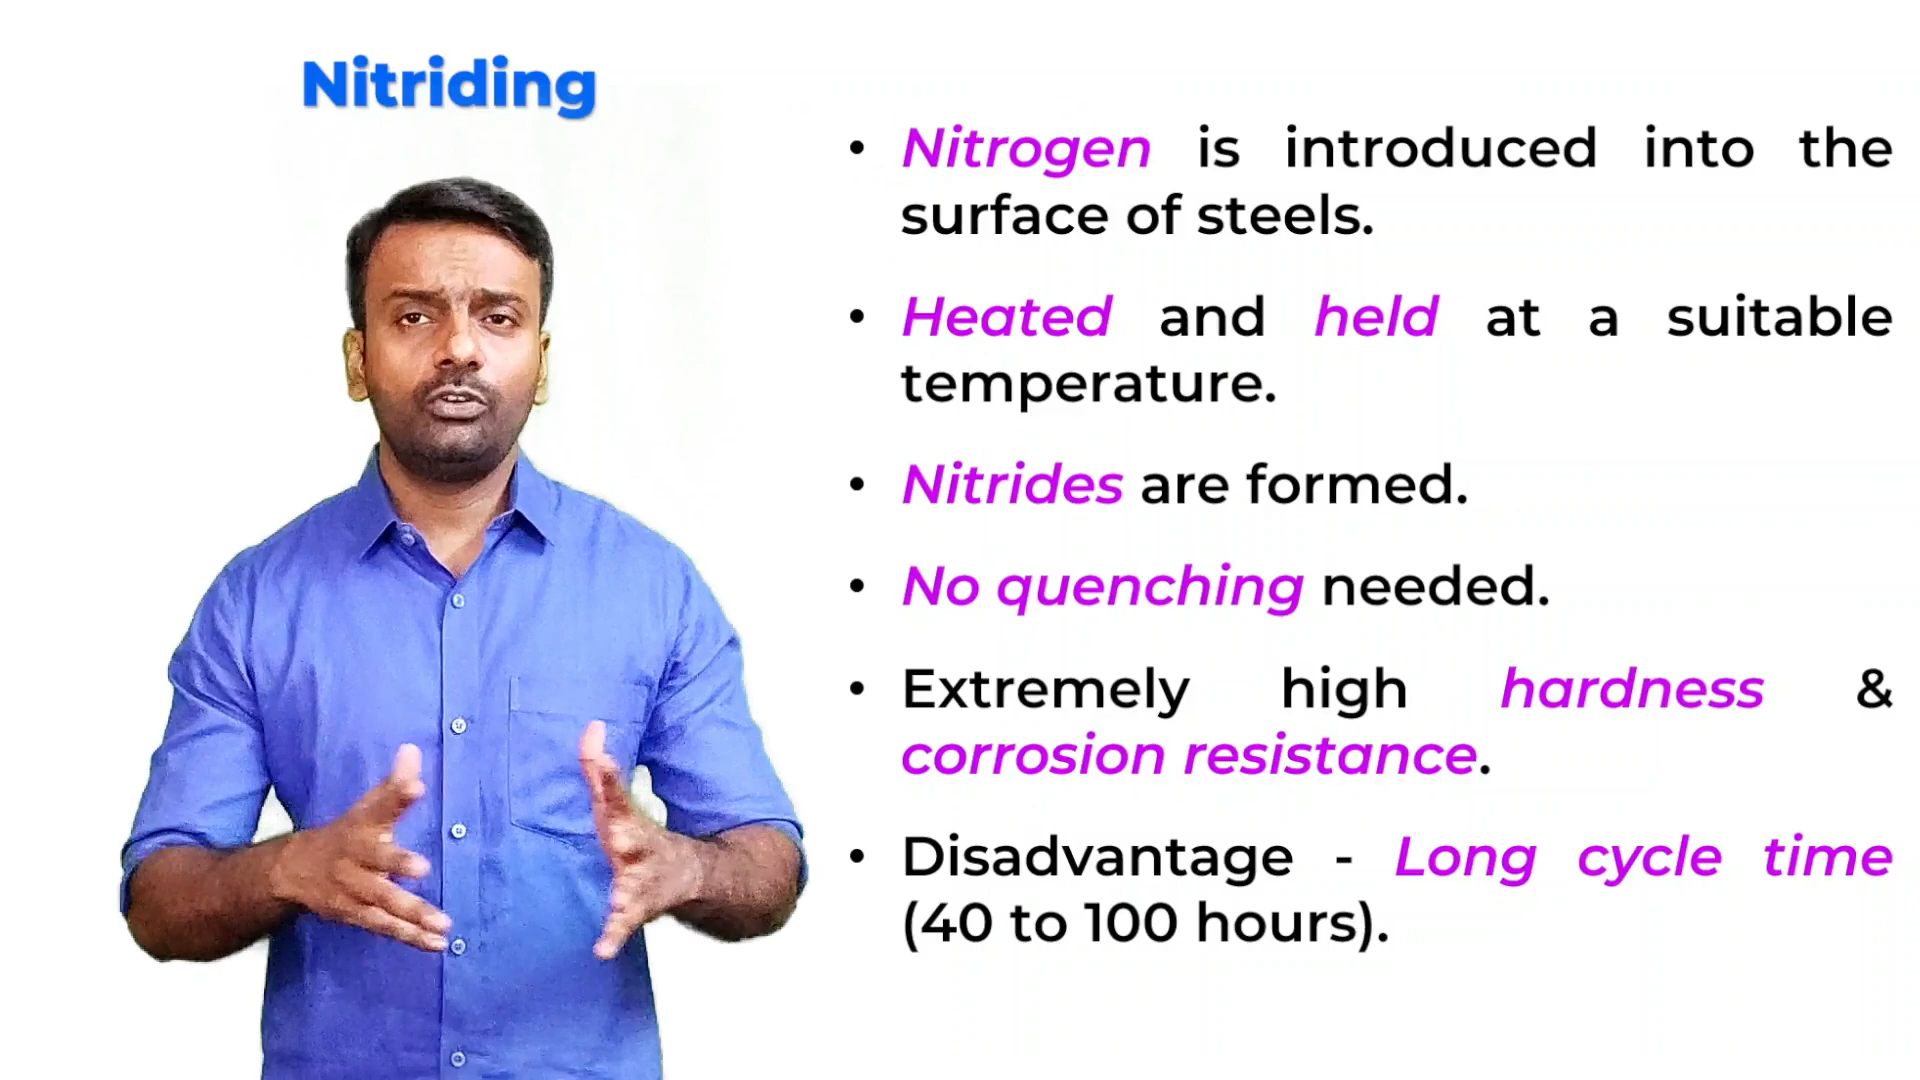 Nitriding
• Nitrogen is introduced into the
surface of steels.
• Heated and held at a suitable
temperature.
• Nitrides are formed.
• No quenching needed.
• Extremely high hardness &
corrosion resistance.
• Disadvantage - Long cycle time
(40 to 100 hours).